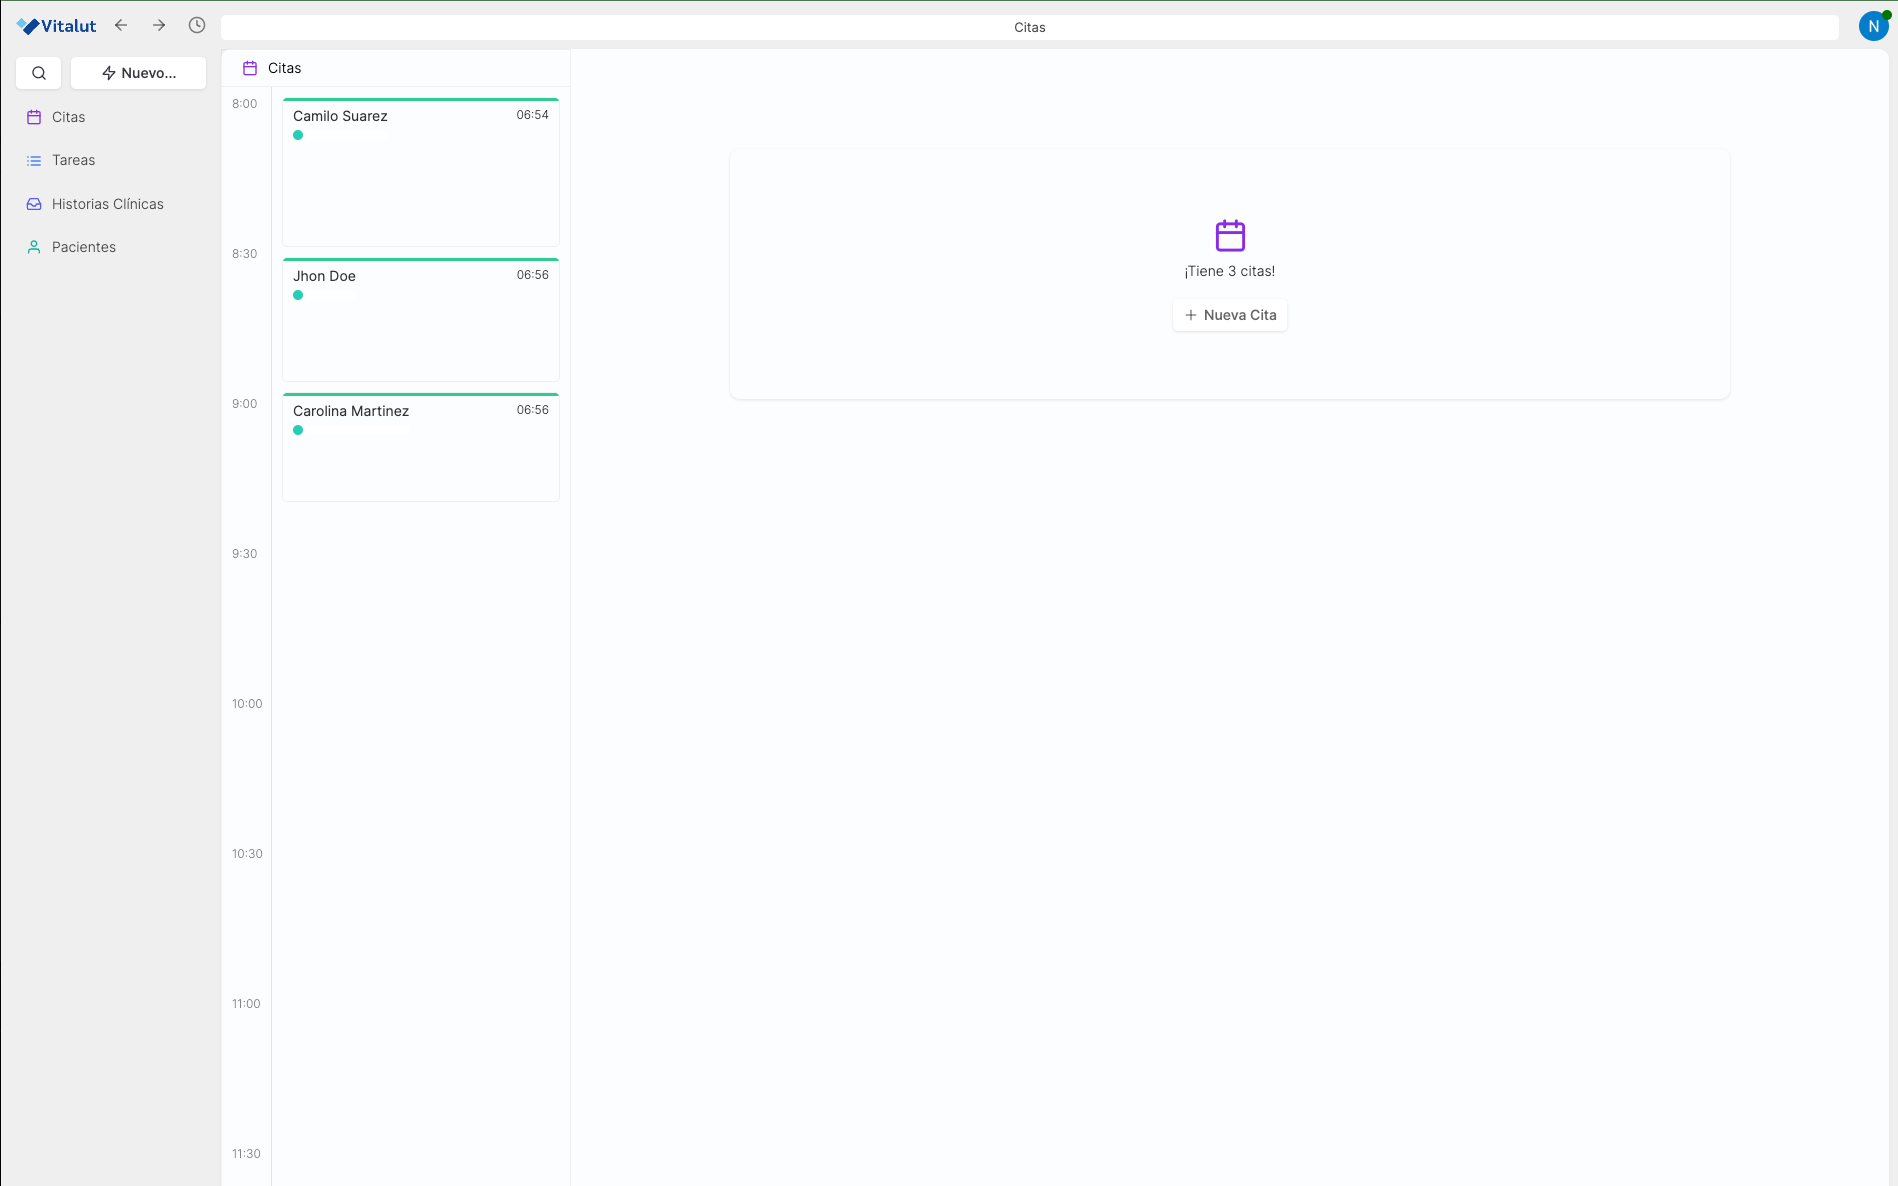 Vitalut
Citas
N
Nuevo...
Citas
Tareas
Historias Clínicas
Pacientes
Citas
8:00
Camilo Suarez 06:54
8:30
Jhon Doe 06:56
9:00
Carolina Martinez 06:56
9:30
10:00
10:30
11:00
11:30
¡Tiene 3 citas!
Nueva Cita